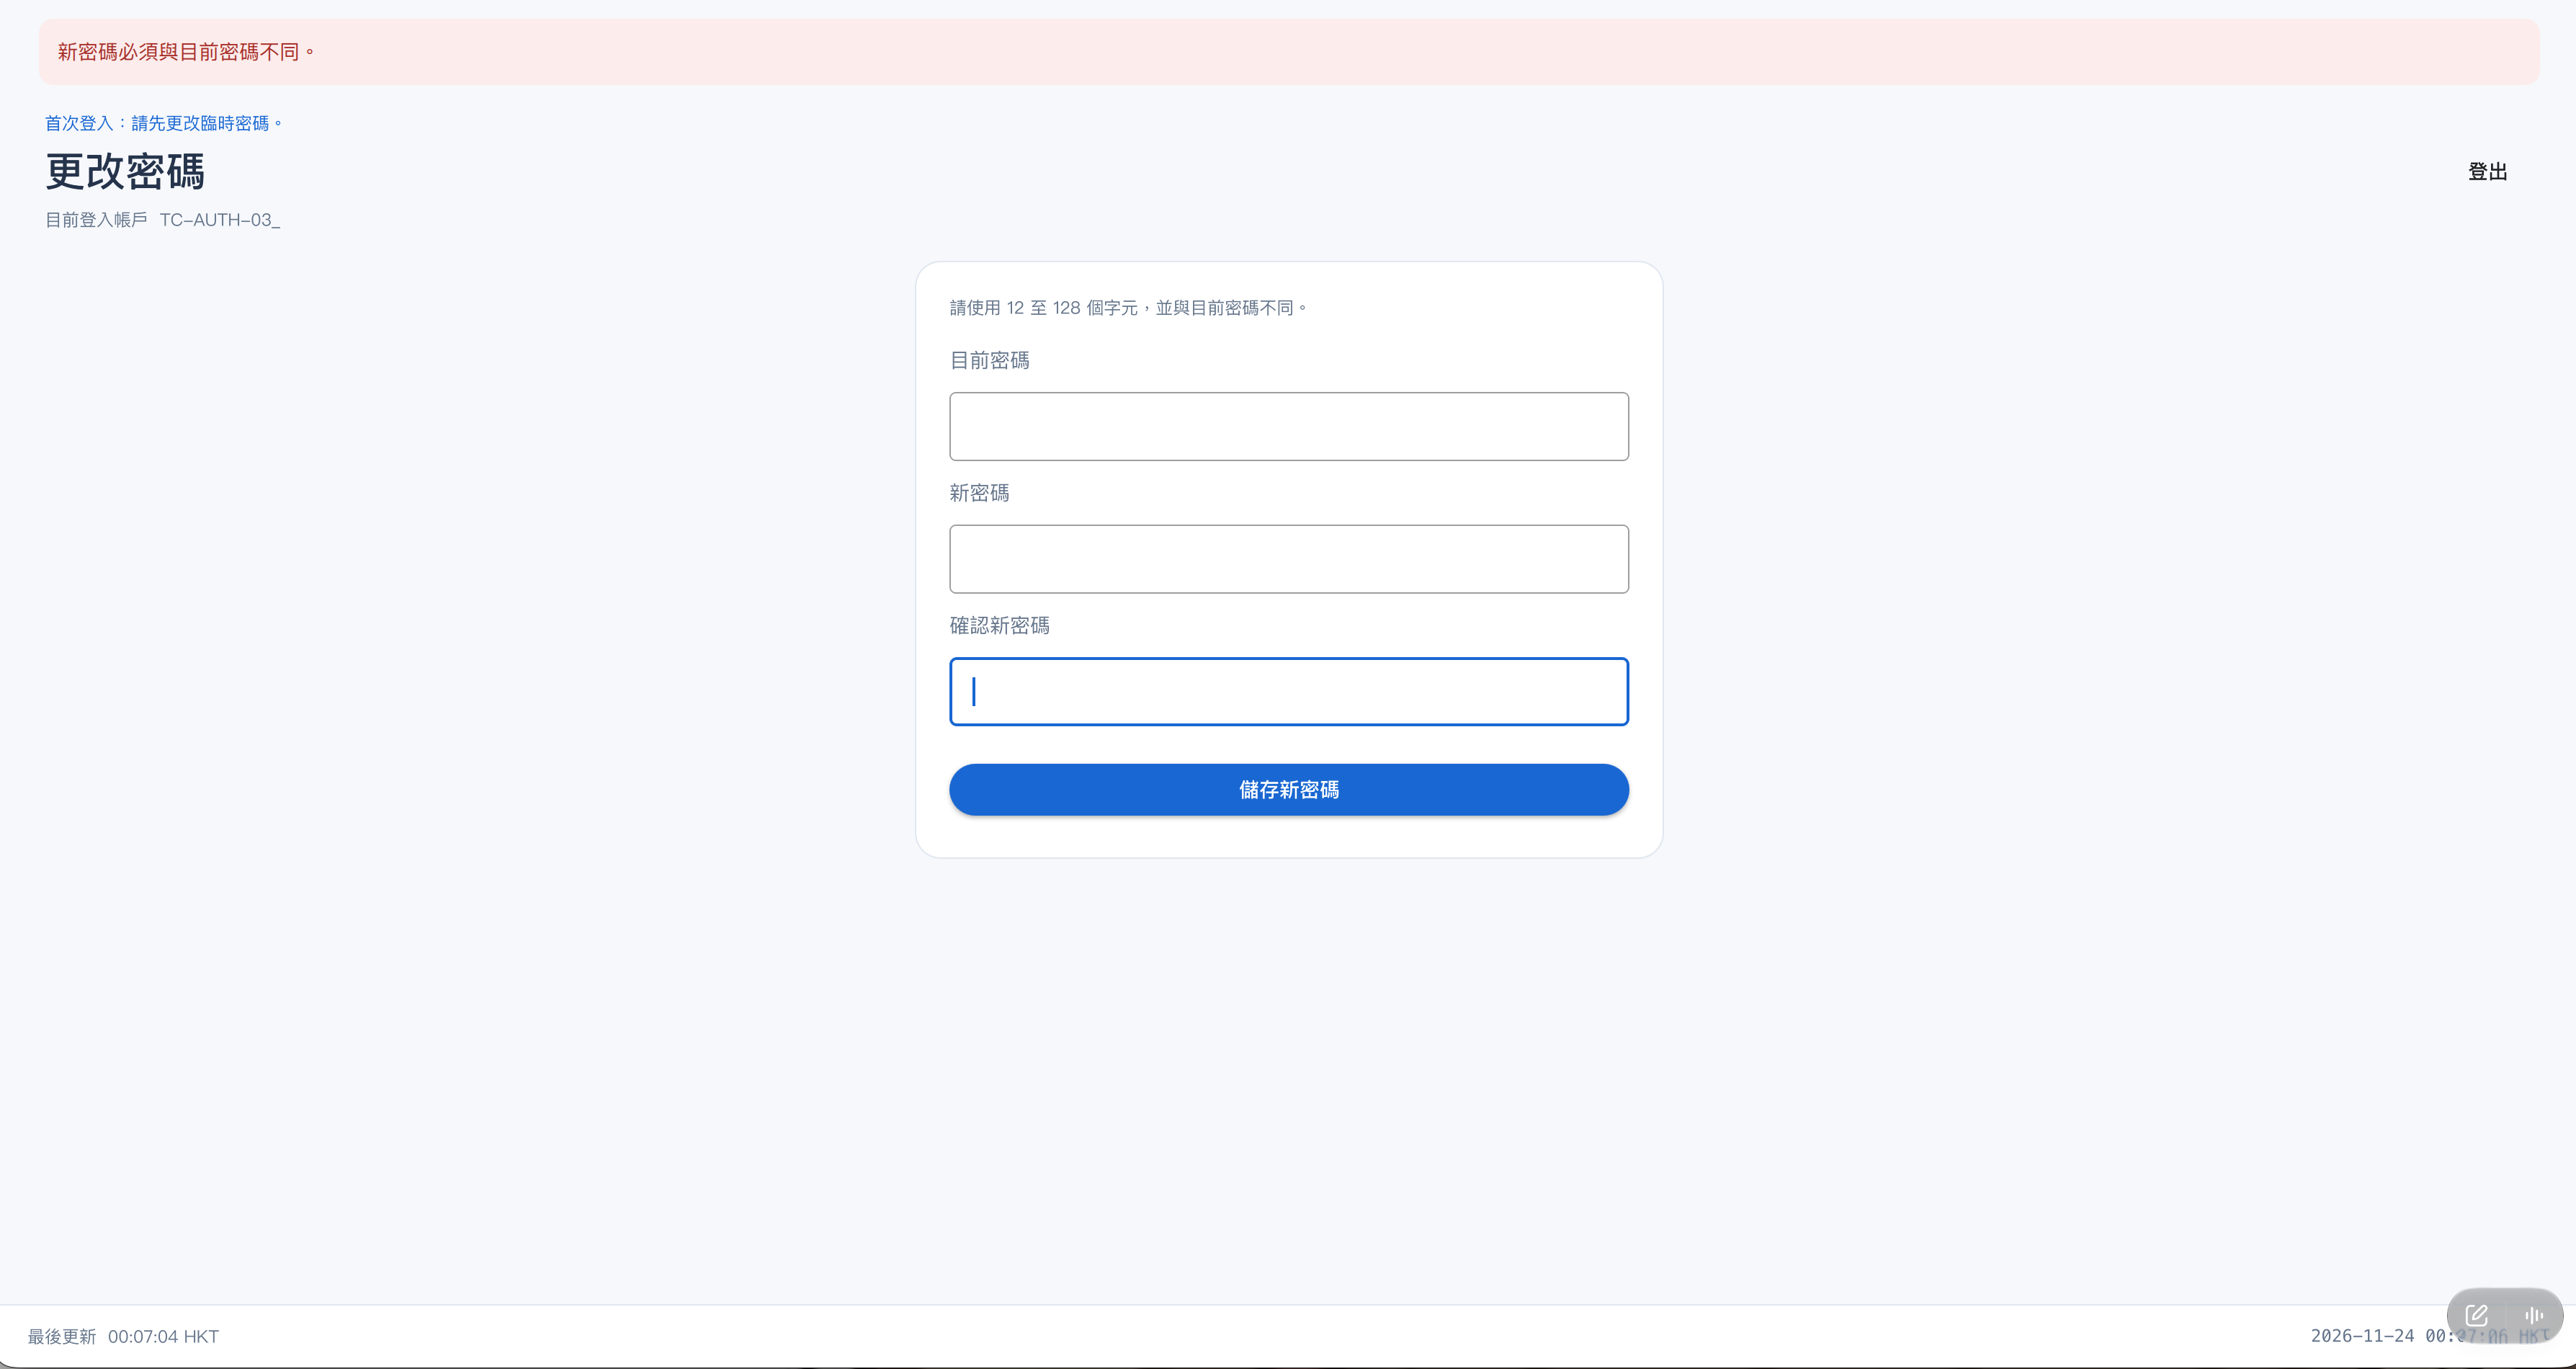 新密碼必須與目前密碼不同。
首次登入：請先更改臨時密碼。
更改密碼
登出
目前登入帳戶 TC-AUTH-03_
請使用 12 至 128 個字元，並與目前密碼不同。
目前密碼
新密碼
確認新密碼
儲存新密碼
最後更新 00:07:04 HKT
2026-11-24 00:07:06 HKT